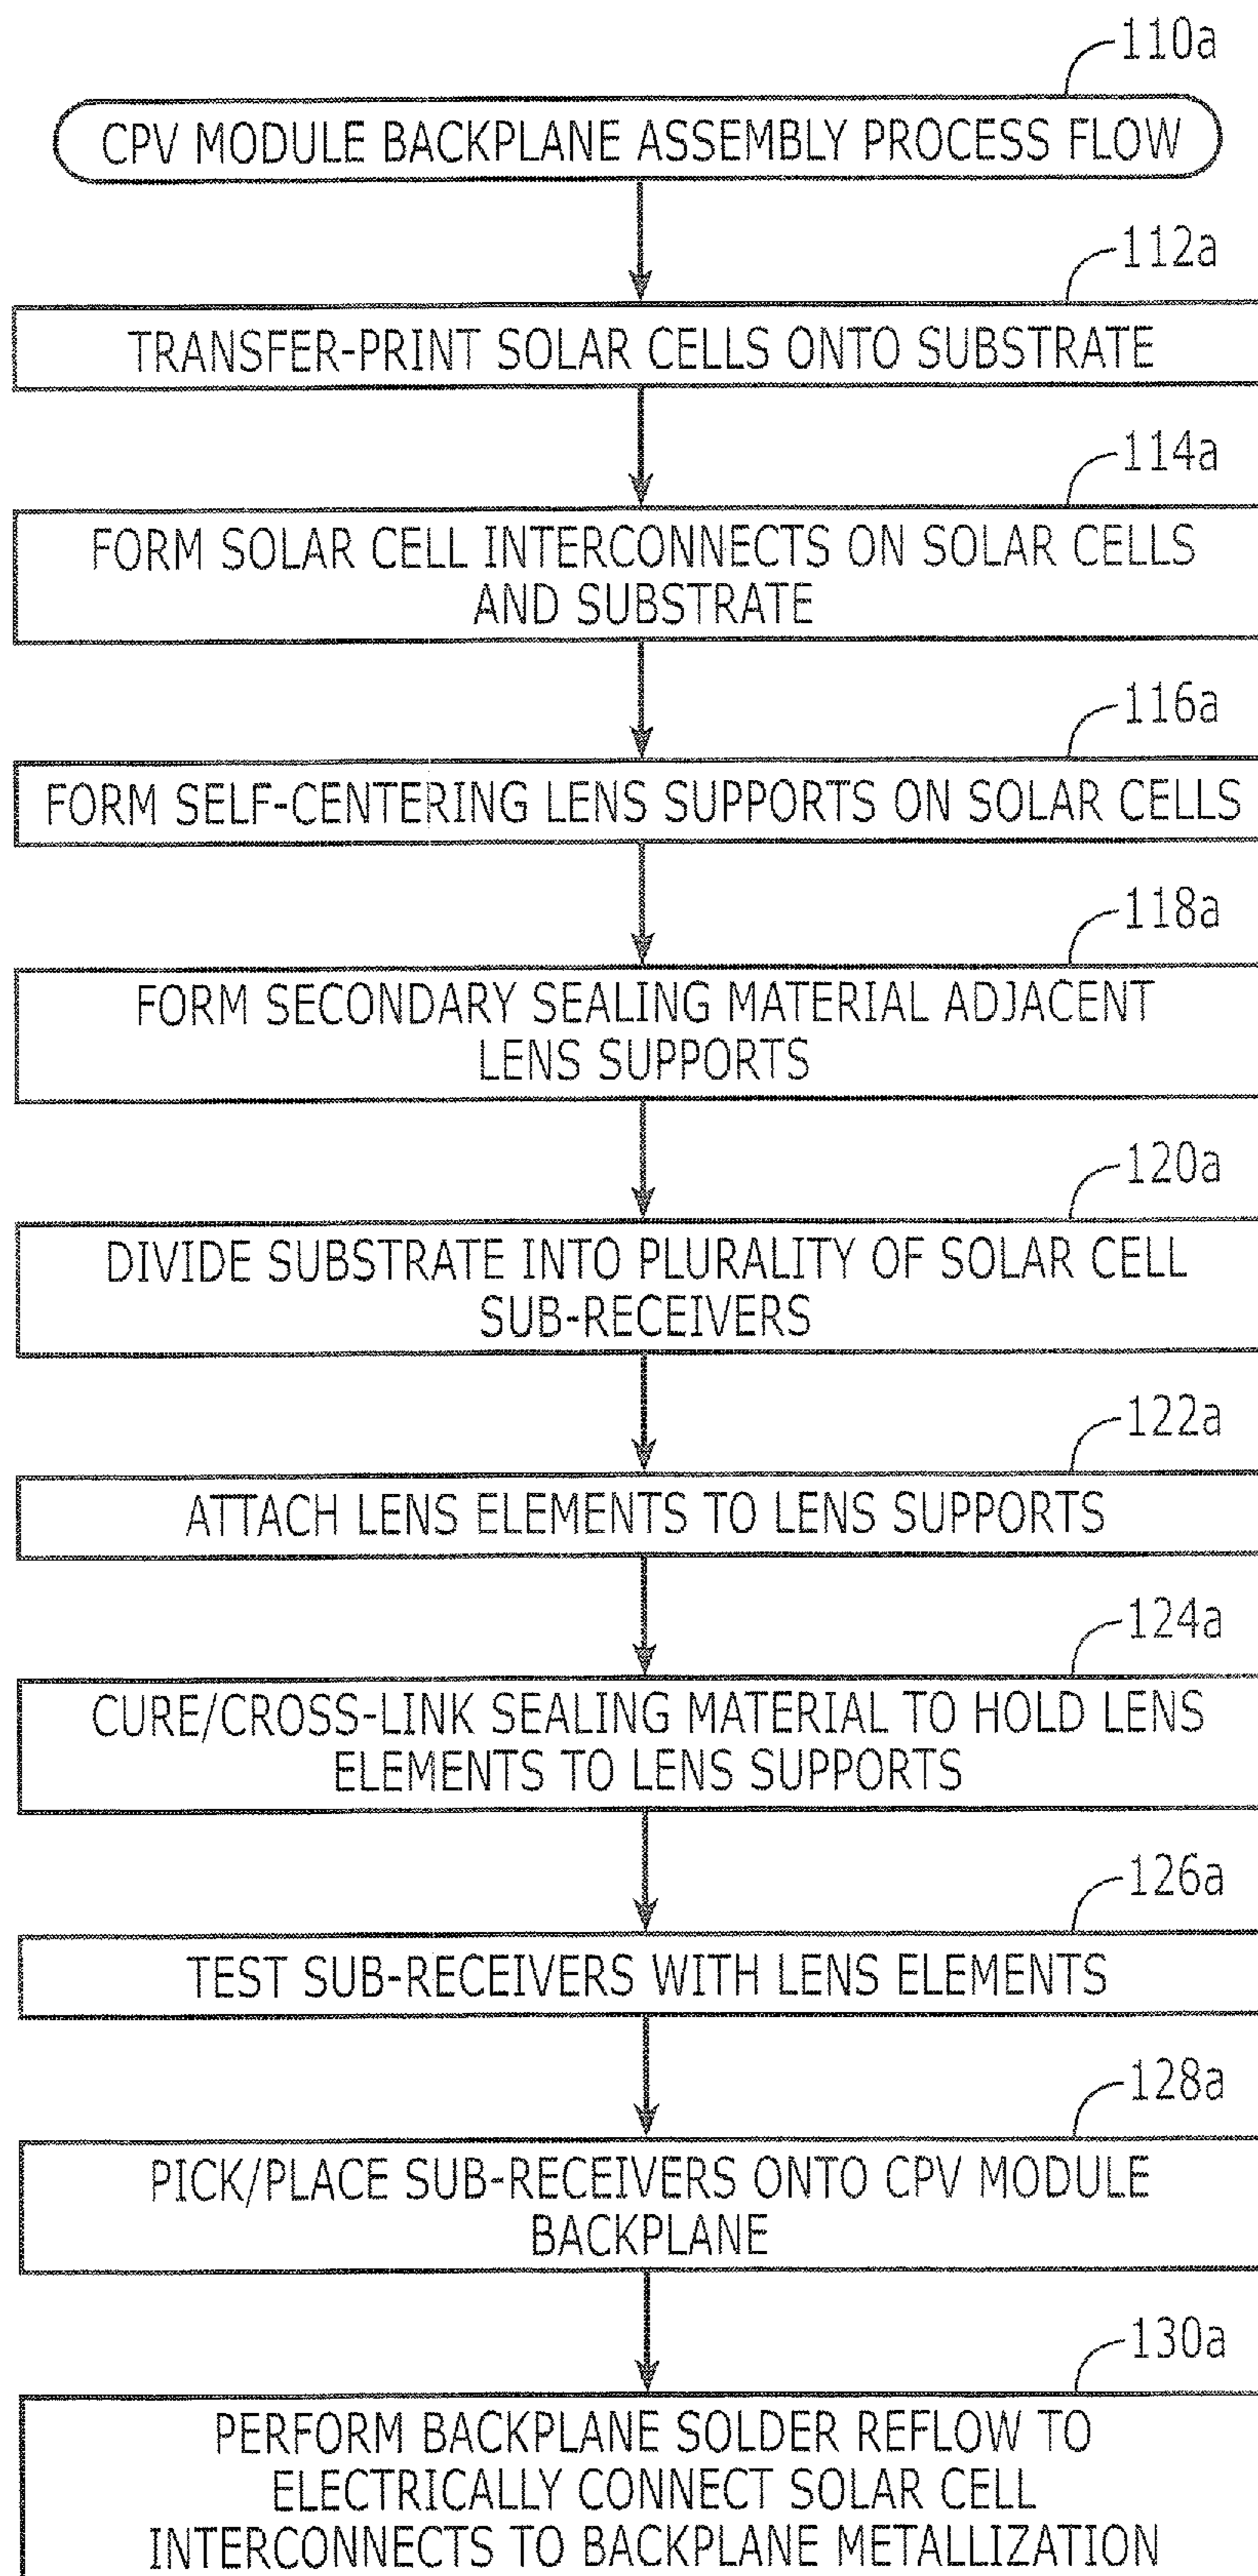 110a
CPV MODULE BACKPLANE ASSEMBLY PROCESS FLOW
112a
TRANSFER-PRINT SOLAR CELLS ONTO SUBSTRATE
114a
FORM SOLAR CELL INTERCONNECTS ON SOLAR CELLS
AND SUBSTRATE
116a
FORM SELF-CENTERING LENS SUPPORTS ON SOLAR CELLS
118a
FORM SECONDARY SEALING MATERIAL ADJACENT
LENS SUPPORTS
120a
DIVIDE SUBSTRATE INTO PLURALITY OF SOLAR CELL
SUB-RECEIVERS
122a
ATTACH LENS ELEMENTS TO LENS SUPPORTS
124a
CURE/CROSS-LINK SEALING MATERIAL TO HOLD LENS
ELEMENTS TO LENS SUPPORTS
126a
TEST SUB-RECEIVERS WITH LENS ELEMENTS
128a
PICK/PLACE SUB-RECEIVERS ONTO CPV MODULE
BACKPLANE
130a
PERFORM BACKPLANE SOLDER REFLOW TO
ELECTRICALLY CONNECT SOLAR CELL
INTERCONNECTS TO BACKPLANE METALLIZATION